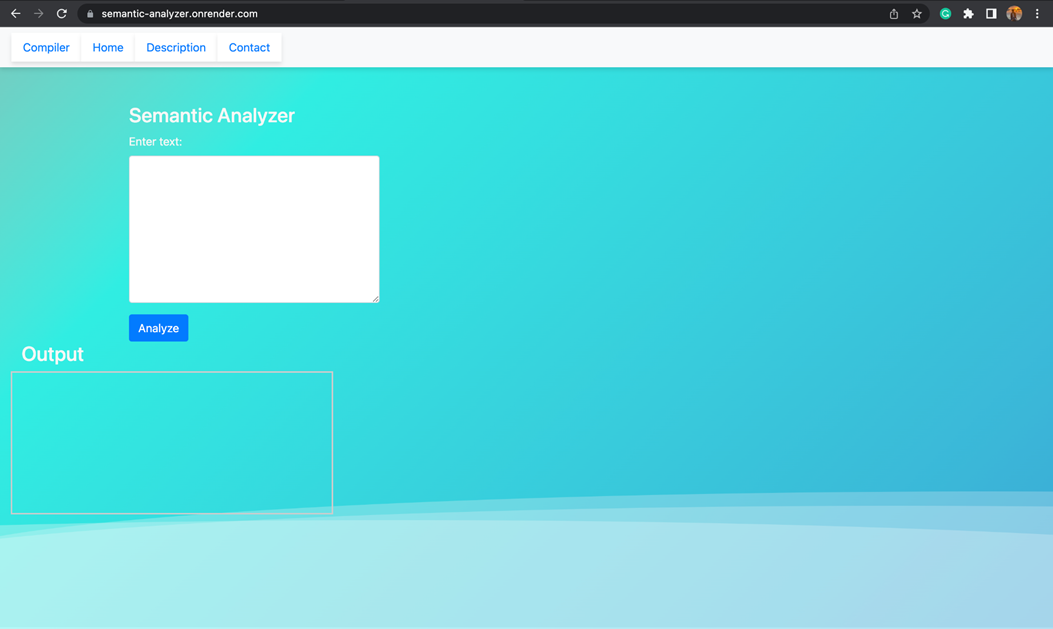 semantic-analyzer.onrender.com
Compiler Home Description Contact
Semantic Analyzer
Enter text:
Analyze
Output